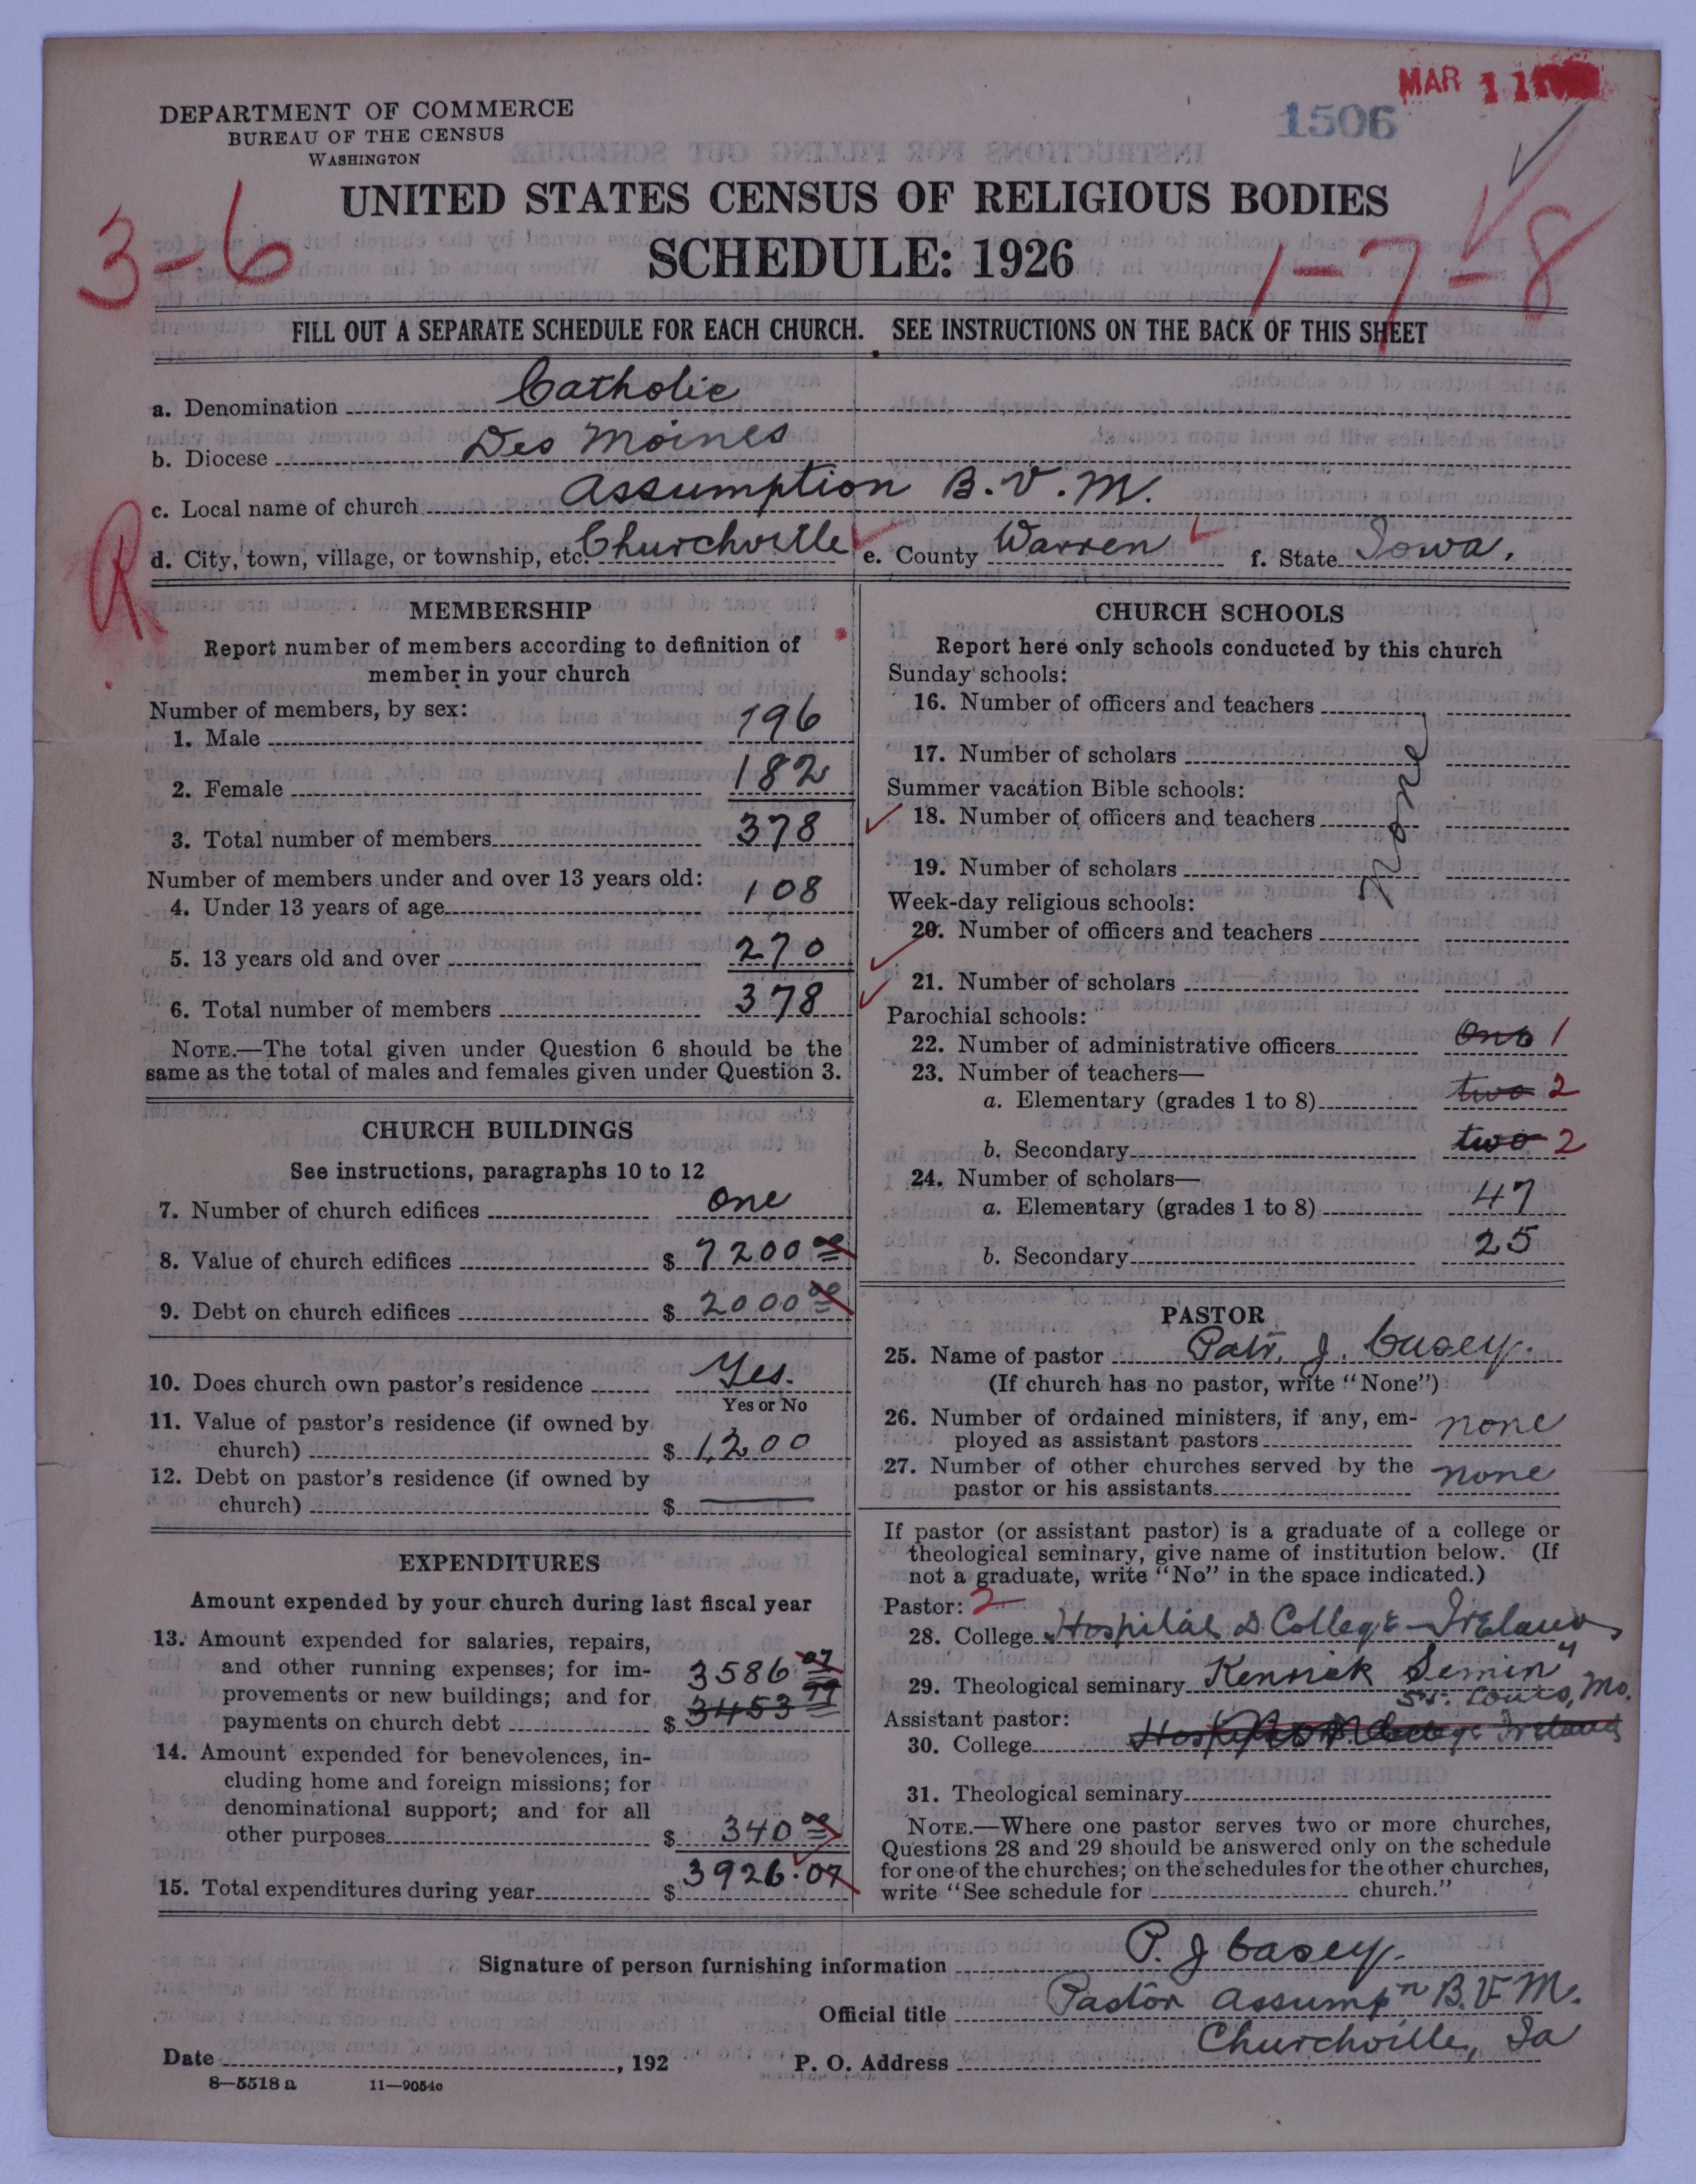 MAR 11
1506
DEPARTMENT OF COMMERCE
BUREAU OF THE CENSUS
WASHINGTON
UNITED STATES CENSUS OF RELIGIOUS BODIES
SCHEDULE: 1926
3-6
1-7-8
FILL OUT A SEPARATE SCHEDULE FOR EACH CHURCH. SEE INSTRUCTIONS ON THE BACK OF THIS SHEET
a. Denomination Catholic
b. Diocese Des Moines
c. Local name of church Assumption B.V.M.
d. City, town, village, or township, etc. Churchville e. County Warren f. State Iowa.
R
MEMBERSHIP
Report number of members according to definition of
member in your church
Number of members, by sex:
1. Male 196
2. Female 182
3. Total number of members 378
Number of members under and over 13 years old:
4. Under 13 years of age 108
5. 13 years old and over 270
6. Total number of members 378
NOTE.—The total given under Question 6 should be the
same as the total of males and females given under Question 3.
CHURCH BUILDINGS
See instructions, paragraphs 10 to 12
7. Number of church edifices one
8. Value of church edifices $ 7200 00
9. Debt on church edifices $ 2000 00
10. Does church own pastor's residence Yes.
Yes or No
11. Value of pastor's residence (if owned by
church) $ 1,200
12. Debt on pastor's residence (if owned by
church) $ —
EXPENDITURES
Amount expended by your church during last fiscal year
13. Amount expended for salaries, repairs,
and other running expenses; for im- 3586 07
provements or new buildings; and for
payments on church debt $ 3453 77
14. Amount expended for benevolences, in-
cluding home and foreign missions; for
denominational support; and for all
other purposes $ 340 00
15. Total expenditures during year $ 3926.07
CHURCH SCHOOLS
Report here only schools conducted by this church
Sunday schools:
16. Number of officers and teachers
17. Number of scholars
Summer vacation Bible schools:
18. Number of officers and teachers
None
19. Number of scholars
Week-day religious schools:
20. Number of officers and teachers
21. Number of scholars
Parochial schools:
22. Number of administrative officers one 1
23. Number of teachers—
a. Elementary (grades 1 to 8) two 2
b. Secondary two 2
24. Number of scholars—
a. Elementary (grades 1 to 8) 47
b. Secondary 25
PASTOR
25. Name of pastor Patr. J. Casey.
(If church has no pastor, write "None")
26. Number of ordained ministers, if any, em-
ployed as assistant pastors none
27. Number of other churches served by the
pastor or his assistants none
If pastor (or assistant pastor) is a graduate of a college or
theological seminary, give name of institution below. (If
not a graduate, write "No" in the space indicated.)
Pastor: 2
28. College Hospital College - Ireland
29. Theological seminary Kenrick Semin'y
St. Louis, Mo.
Assistant pastor:
30. College Ireland
31. Theological seminary
NOTE.—Where one pastor serves two or more churches,
Questions 28 and 29 should be answered only on the schedule
for one of the churches; on the schedules for the other churches,
write "See schedule for church."
Signature of person furnishing information P. J Casey.
Official title Pastor Assump'n B.V.M.
Date , 192 P. O. Address Churchville, Ia
8—5518 a 11—9054c